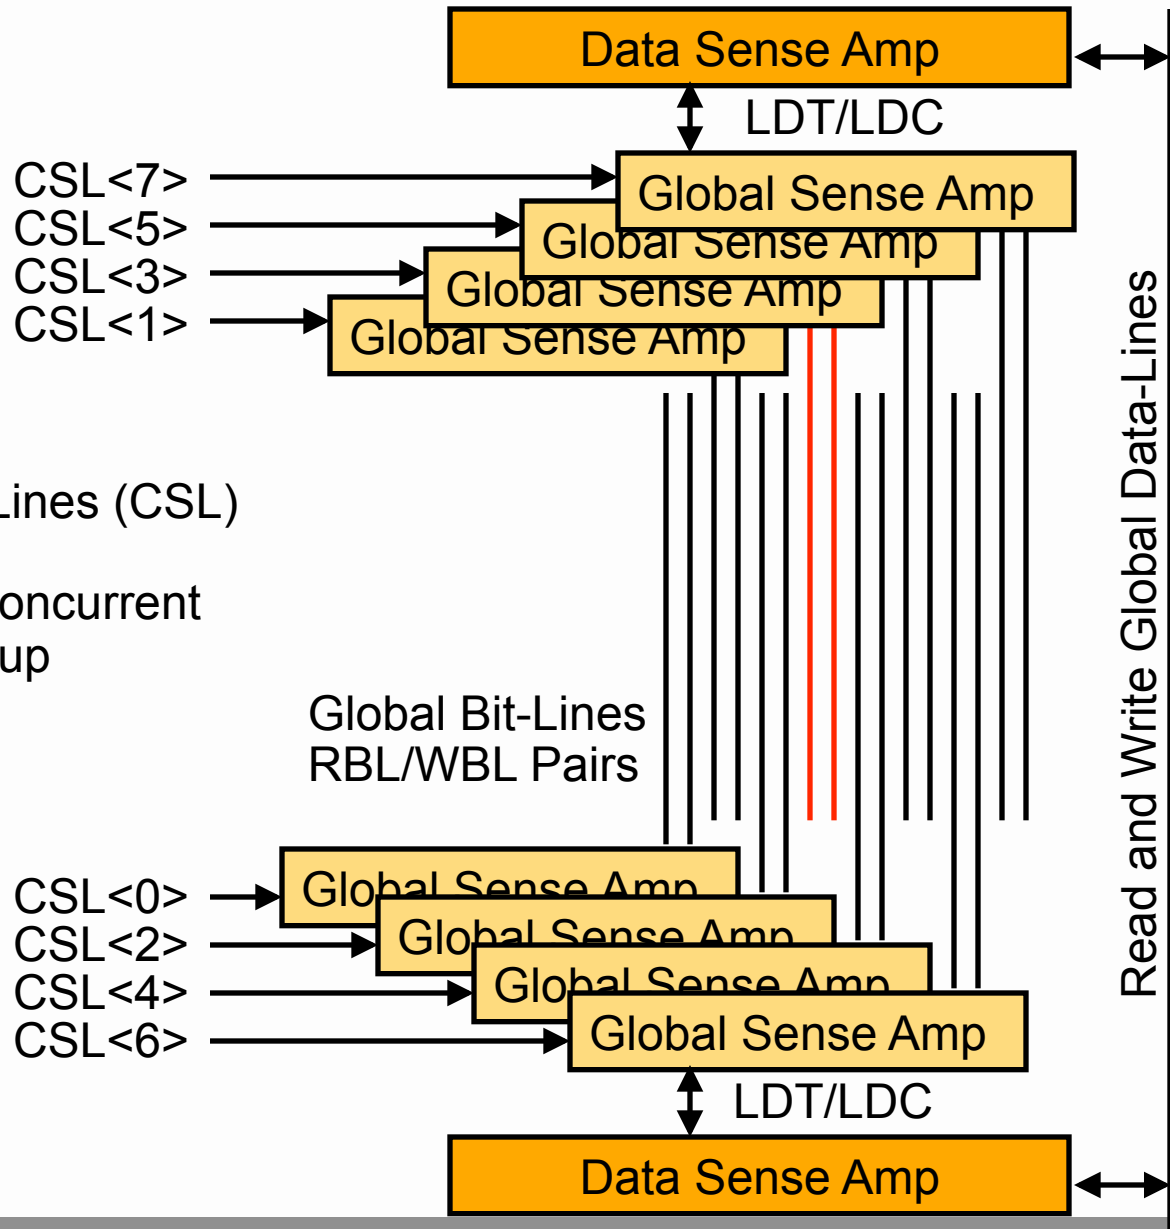 Data Sense Amp
LDT/LDC
CSL<7>
Global Sense Amp
CSL<5>
Global Sense Amp
CSL<3>
Global Sense Amp
CSL<1>
Global Sense Amp
Lines (CSL)
oncurrent
up
Global Bit-Lines
RBL/WBL Pairs
Read and Write Global Data-Lines
CSL<0>
Global Sense Amp
CSL<2>
Global Sense Amp
CSL<4>
Global Sense Amp
CSL<6>
Global Sense Amp
LDT/LDC
Data Sense Amp